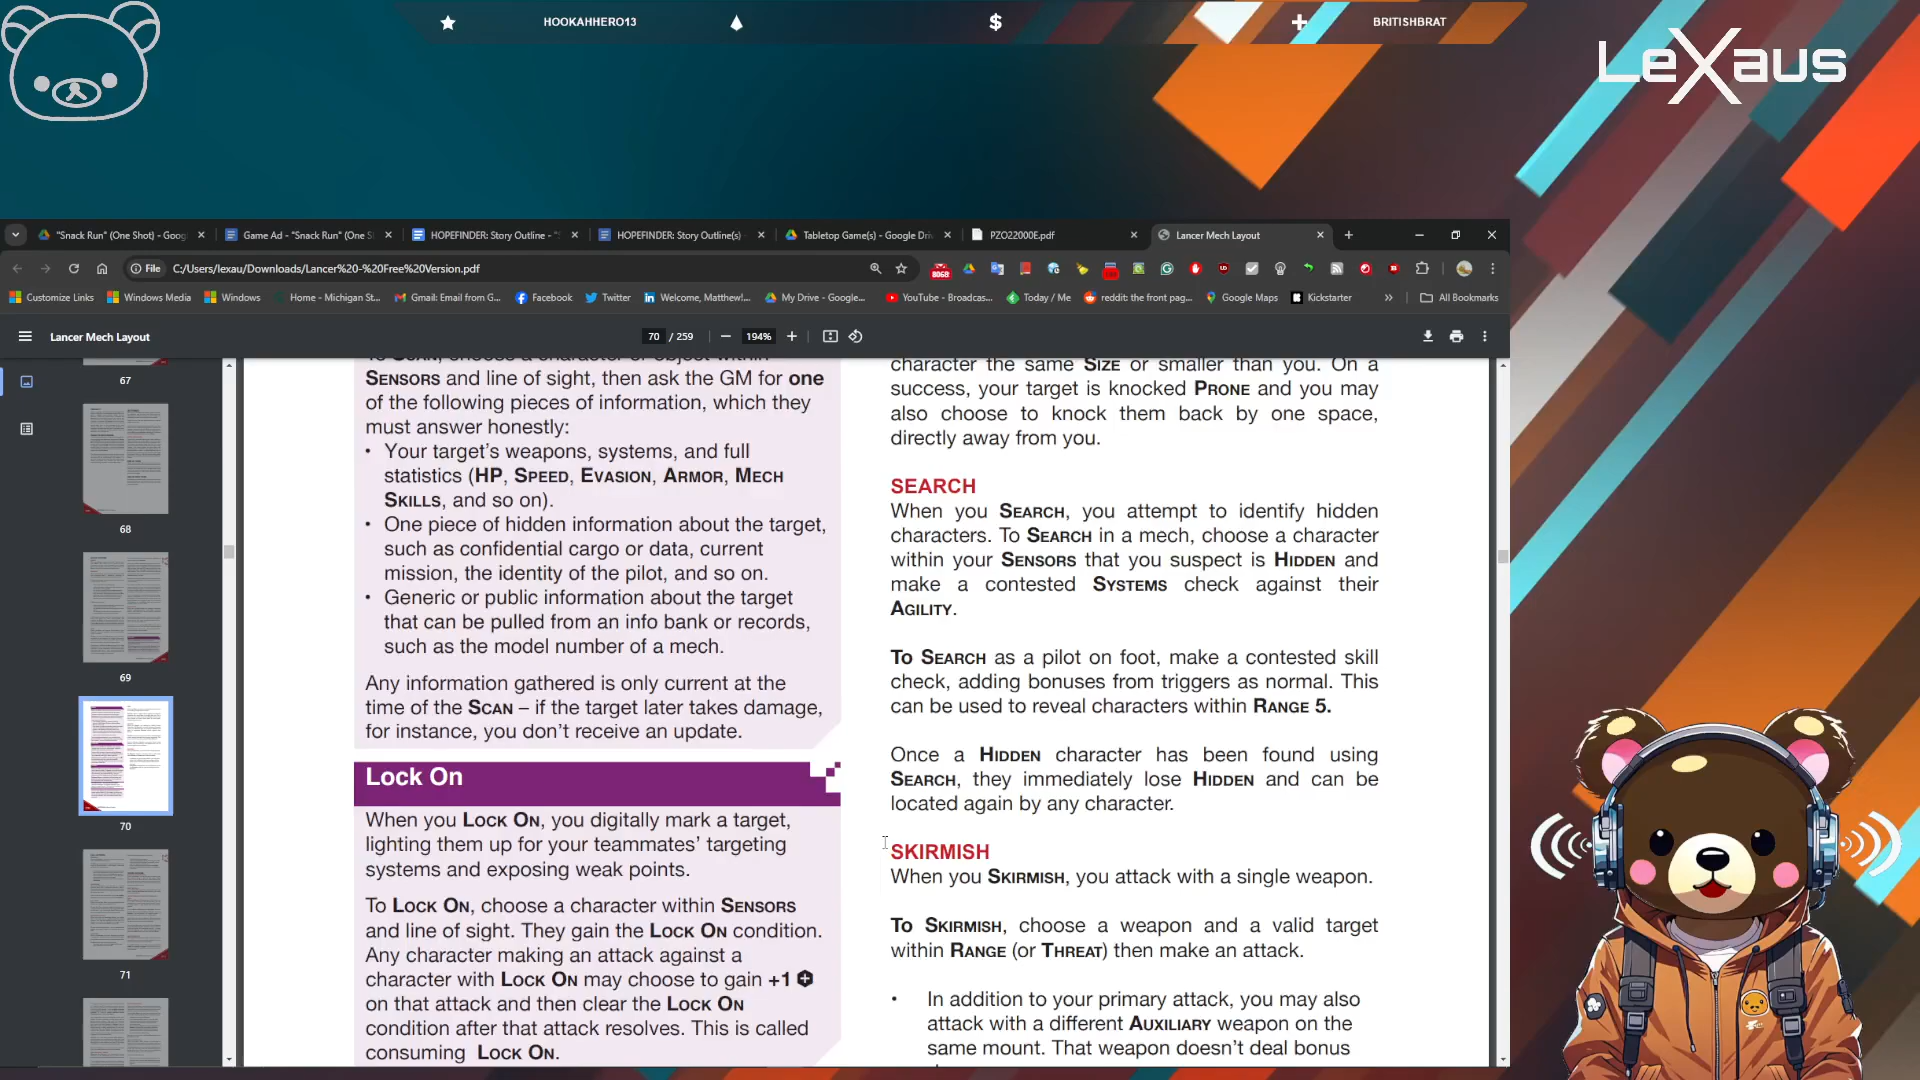 HOOKAHHERO13
$
BRITISHBRAT
LeXaus
"Snack Run" (One Shot) - Goog
Game Ad - "Snack Run" (One S
HOPEFINDER: Story Outline - "
HOPEFINDER: Story Outline(s)
Tabletop Game(s) - Google Dri
PZO22000E.pdf
Lancer Mech Layout
File
C:/Users/lexau/Downloads/Lancer%20-%20Free%20Version.pdf
8068
Customize Links
Windows Media
Windows
Home - Michigan St...
Gmail: Email from G...
Facebook
Twitter
Welcome, Matthew!...
My Drive - Google...
YouTube - Broadcas...
Today / Me
reddit: the front pag...
Google Maps
Kickstarter
»
All Bookmarks
Lancer Mech Layout
70 / 259
194%
67
68
69
70
71
SENSORS and line of sight, then ask the GM for one
of the following pieces of information, which they
must answer honestly:
• Your target's weapons, systems, and full
statistics (HP, SPEED, EVASION, ARMOR, MECH
SKILLS, and so on).
• One piece of hidden information about the target,
such as confidential cargo or data, current
mission, the identity of the pilot, and so on.
• Generic or public information about the target
that can be pulled from an info bank or records,
such as the model number of a mech.
Any information gathered is only current at the
time of the SCAN – if the target later takes damage,
for instance, you don't receive an update.
Lock On
When you LOCK ON, you digitally mark a target,
lighting them up for your teammates' targeting
systems and exposing weak points.
To LOCK ON, choose a character within SENSORS
and line of sight. They gain the LOCK ON condition.
Any character making an attack against a
character with LOCK ON may choose to gain +1
on that attack and then clear the LOCK ON
condition after that attack resolves. This is called
consuming LOCK ON.
character the same SIZE or smaller than you. On a
success, your target is knocked PRONE and you may
also choose to knock them back by one space,
directly away from you.
SEARCH
When you SEARCH, you attempt to identify hidden
characters. To SEARCH in a mech, choose a character
within your SENSORS that you suspect is HIDDEN and
make a contested SYSTEMS check against their
AGILITY.
To SEARCH as a pilot on foot, make a contested skill
check, adding bonuses from triggers as normal. This
can be used to reveal characters within RANGE 5.
Once a HIDDEN character has been found using
SEARCH, they immediately lose HIDDEN and can be
located again by any character.
SKIRMISH
When you SKIRMISH, you attack with a single weapon.
To SKIRMISH, choose a weapon and a valid target
within RANGE (or THREAT) then make an attack.
• In addition to your primary attack, you may also
attack with a different AUXILIARY weapon on the
same mount. That weapon doesn't deal bonus